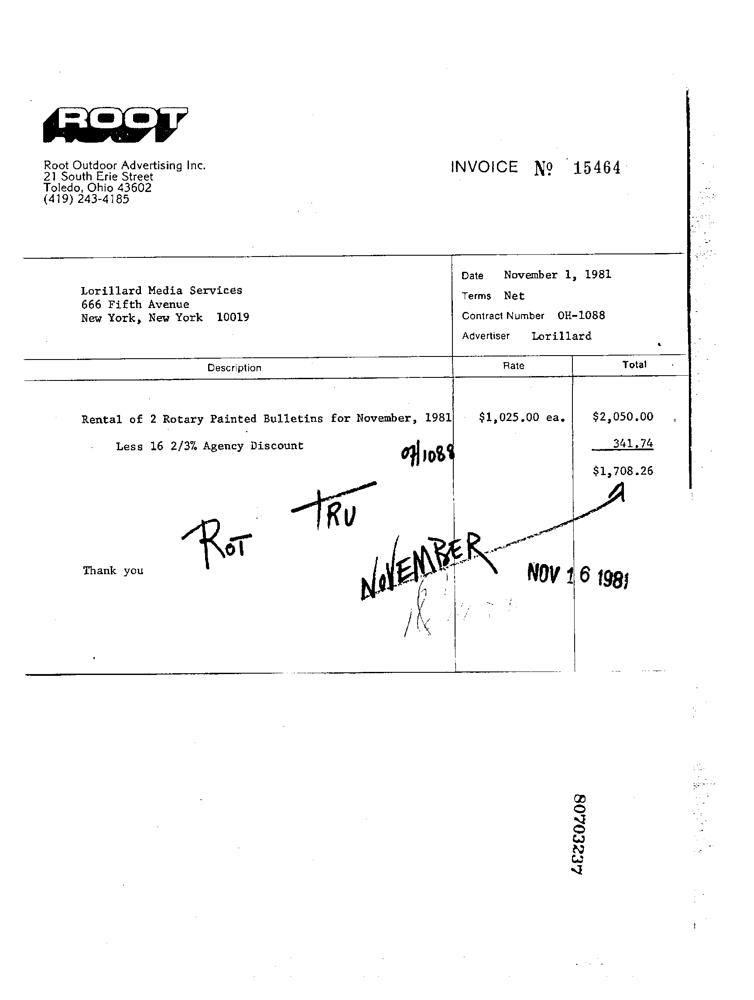 ROOT
Root Outdoor Advertising Inc.
21 South Erie Street
Toledo, Ohio 43602
(419) 243-4185
INVOICE Nº 15464
Lorillard Media Services
666 Fifth Avenue
New York, New York 10019
Date November 1, 1981
Terms Net
Contract Number OH-1088
Advertiser Lorillard
Description Rate Total
Rental of 2 Rotary Painted Bulletins for November, 1981 $1,025.00 ea. $2,050.00
Less 16 2/3% Agency Discount 341.74
OH1088
$1,708.26
ROT TRU
NOVEMBER
Thank you
NOV 16 1981
80703237